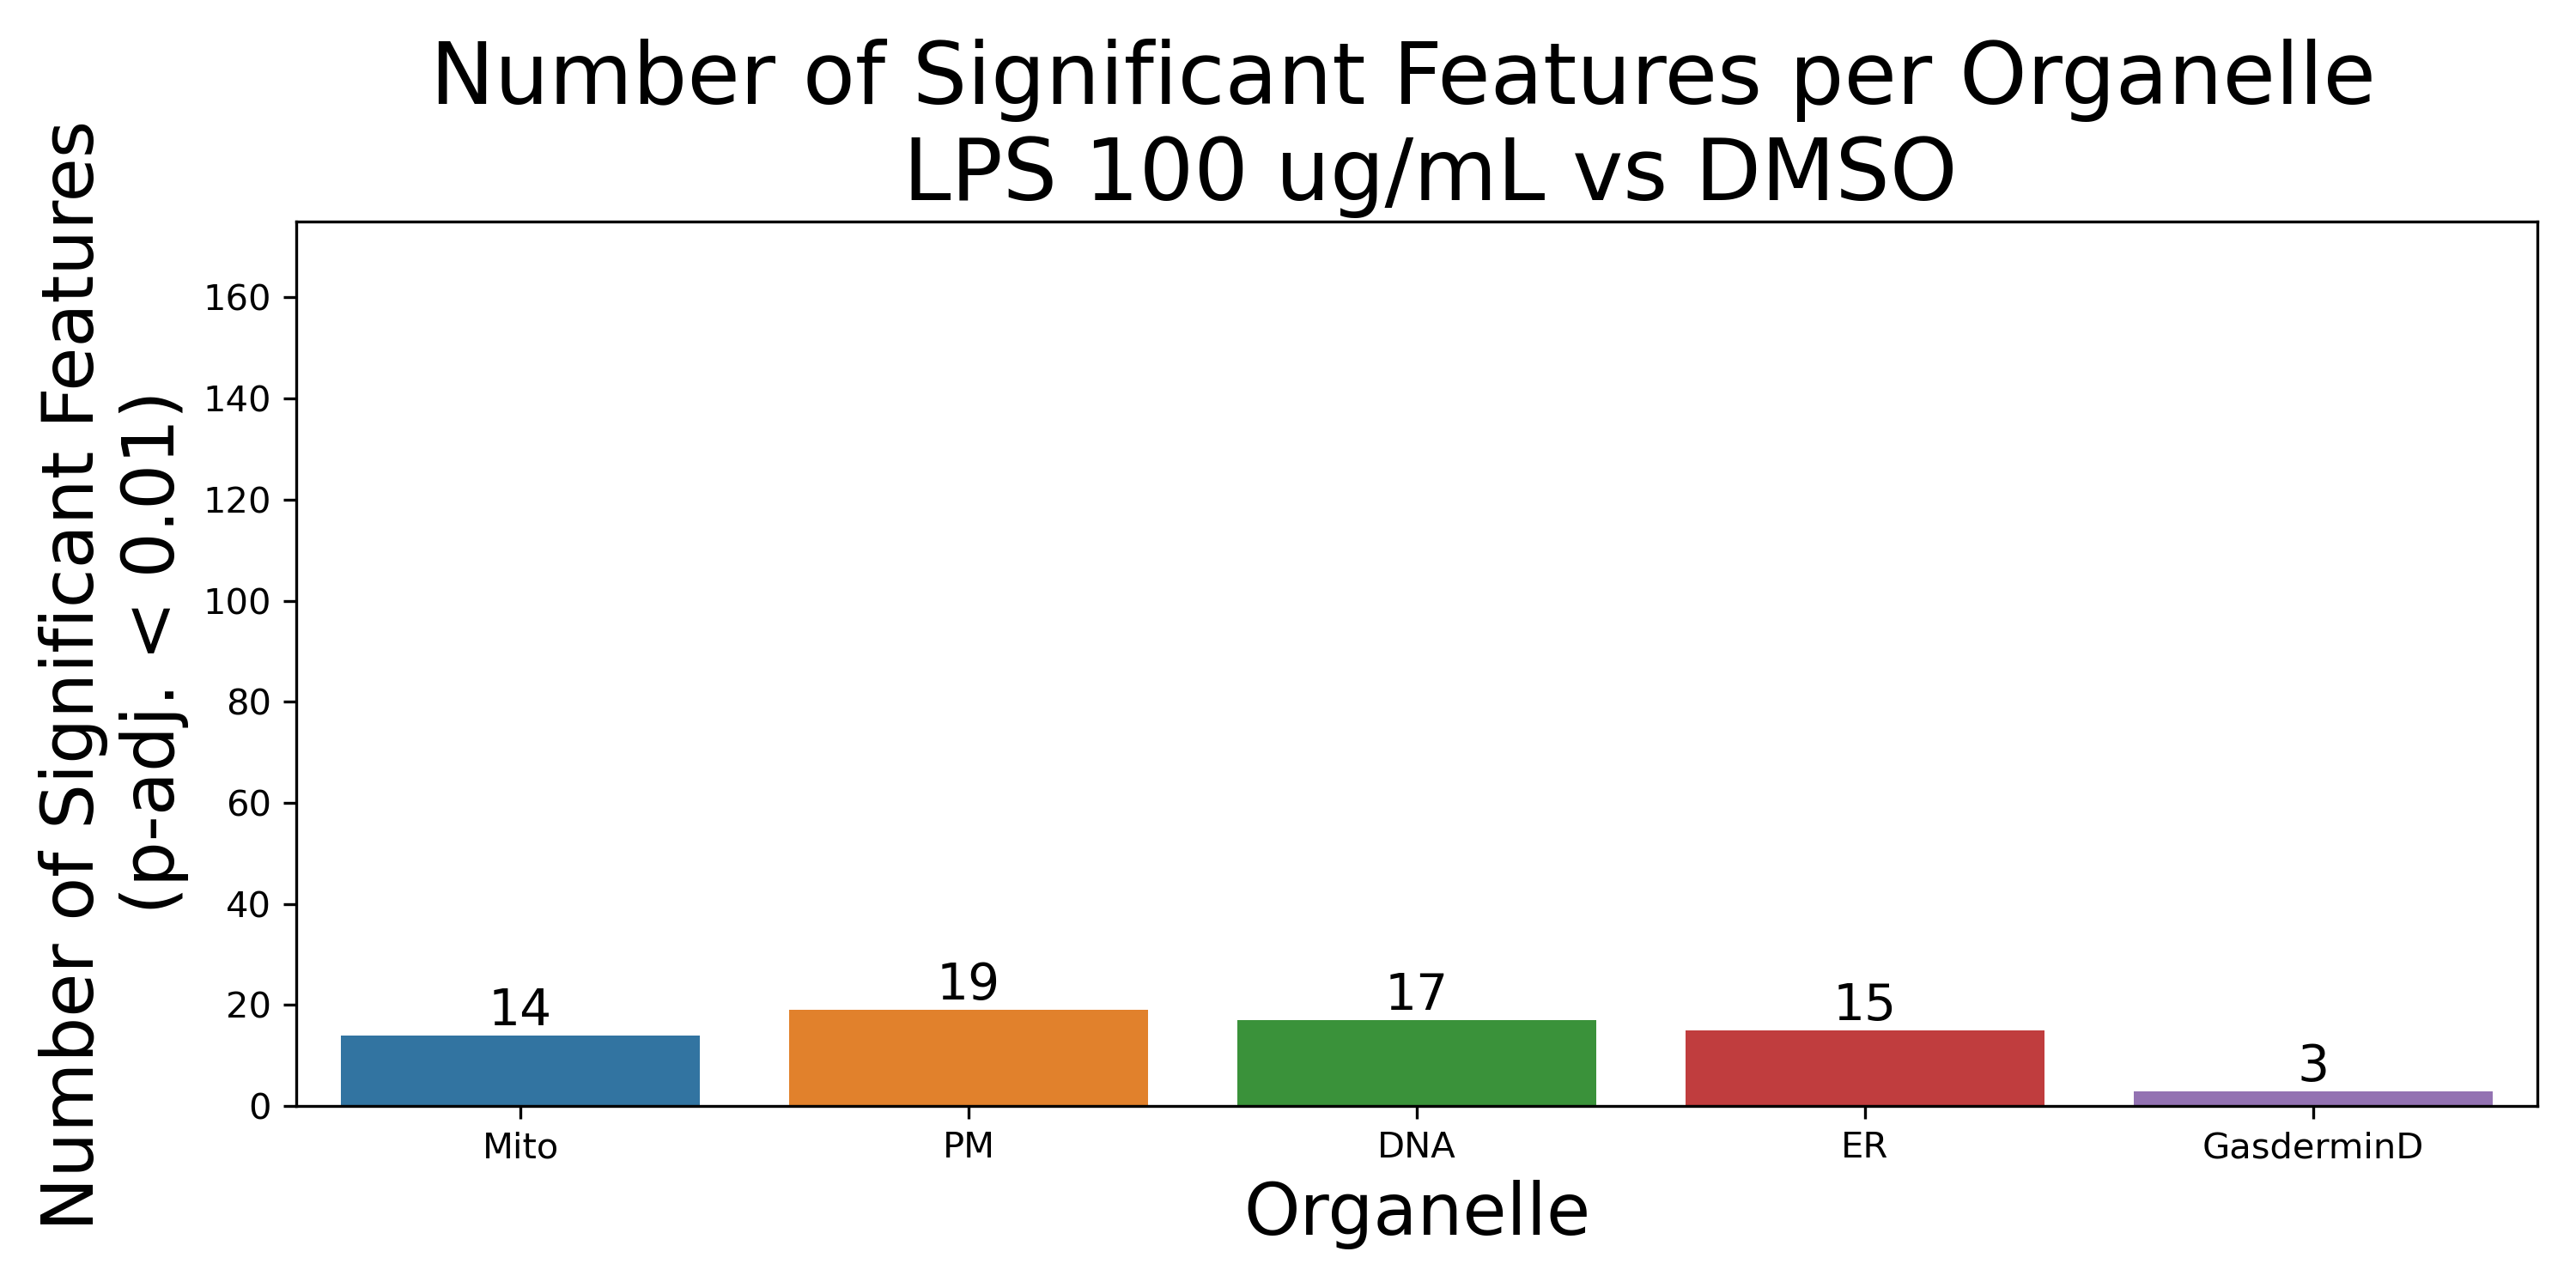 Number of Significant Features per Organelle
LPS 100 ug/mL vs DMSO
Number of Significant Features
(p-adj. < 0.01)
160
140
120
100
80
60
40
20
0
14
19
17
15
3
Mito
PM
DNA
ER
GasderminD
Organelle